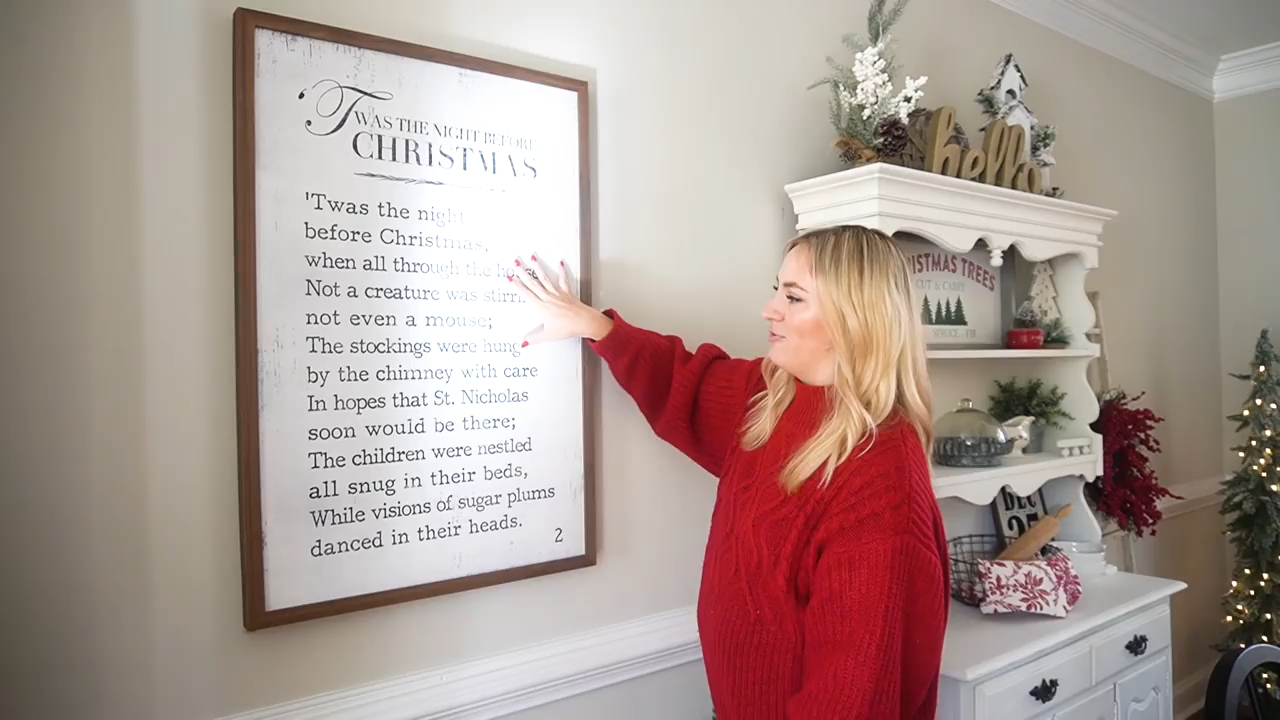 'TWAS THE NIGHT BEFORE
CHRISTMAS
'Twas the night
before Christmas,
when all through the house
Not a creature was
not even a mouse;
The stockings were hung
by the chimney with care
In hopes that St. Nicholas
soon would be there;
The children were nestled
all snug in their beds,
While visions of sugar plums
danced in their heads.
2
hello
TREES
CUT & CARRY
DEC
25